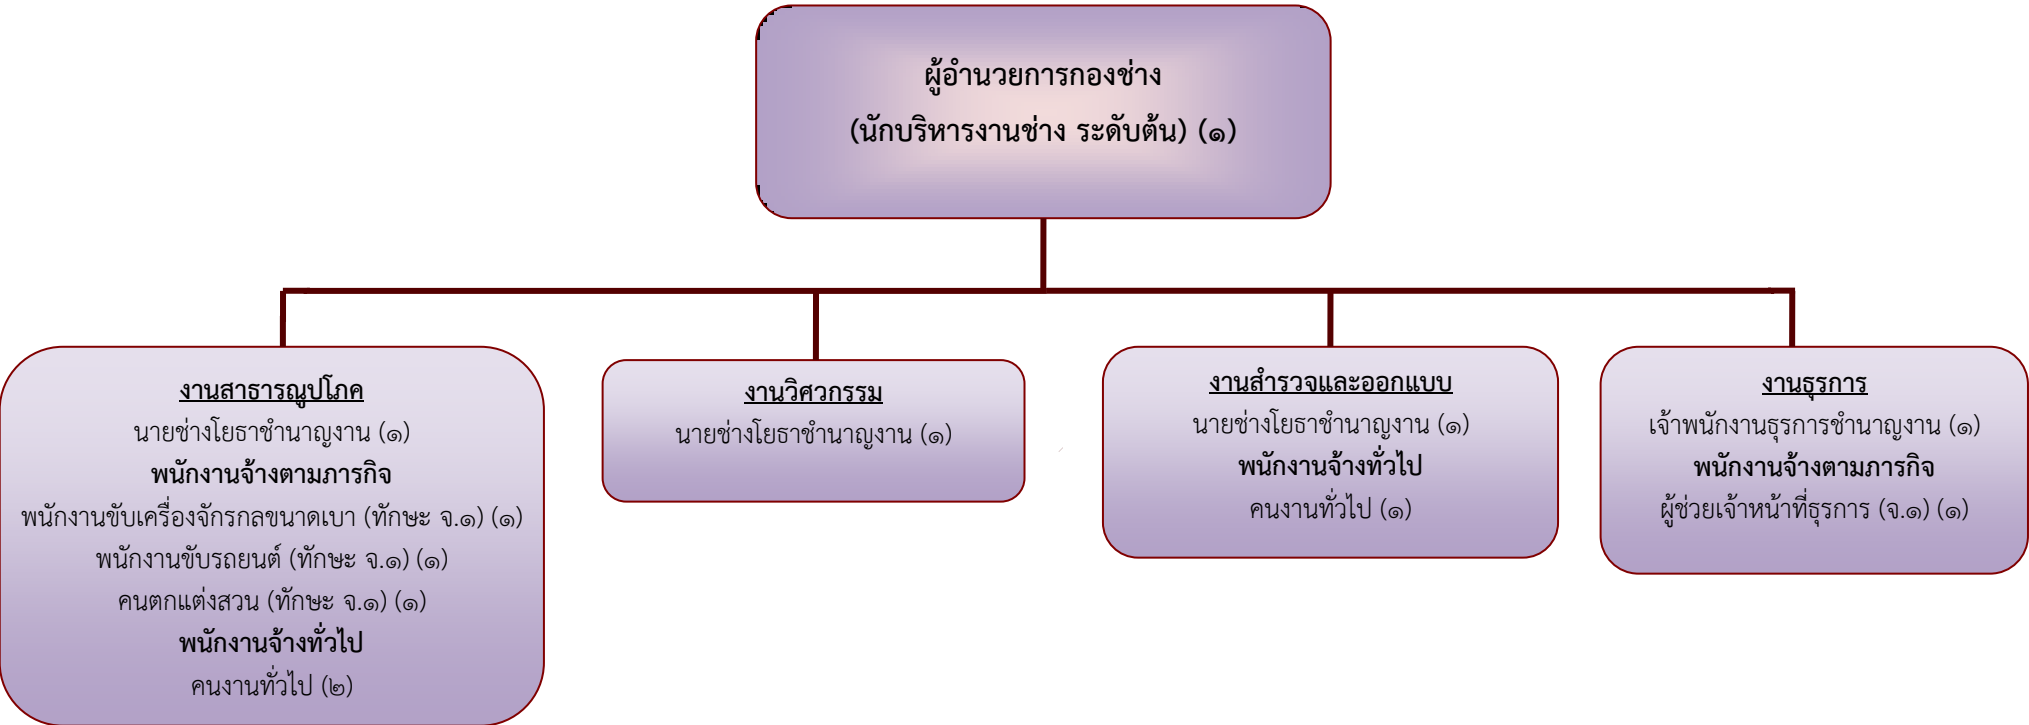 ผู้อำนวยการกองช่าง
(นักบริหารงานช่าง ระดับต้น) (๑)
งานสาธารณูปโภค
นายช่างโยธาชำนาญงาน (๑)
พนักงานจ้างตามภารกิจ
พนักงานขับเครื่องจักรกลขนาดเบา (ทักษะ จ.๑) (๑)
พนักงานขับรถยนต์ (ทักษะ จ.๑) (๑)
คนตกแต่งสวน (ทักษะ จ.๑) (๑)
พนักงานจ้างทั่วไป
คนงานทั่วไป (๒)
งานวิศวกรรม
นายช่างโยธาชำนาญงาน (๑)
งานสำรวจและออกแบบ
นายช่างโยธาชำนาญงาน (๑)
พนักงานจ้างทั่วไป
คนงานทั่วไป (๑)
งานธุรการ
เจ้าพนักงานธุรการชำนาญงาน (๑)
พนักงานจ้างตามภารกิจ
ผู้ช่วยเจ้าหน้าที่ธุรการ (จ.๑) (๑)